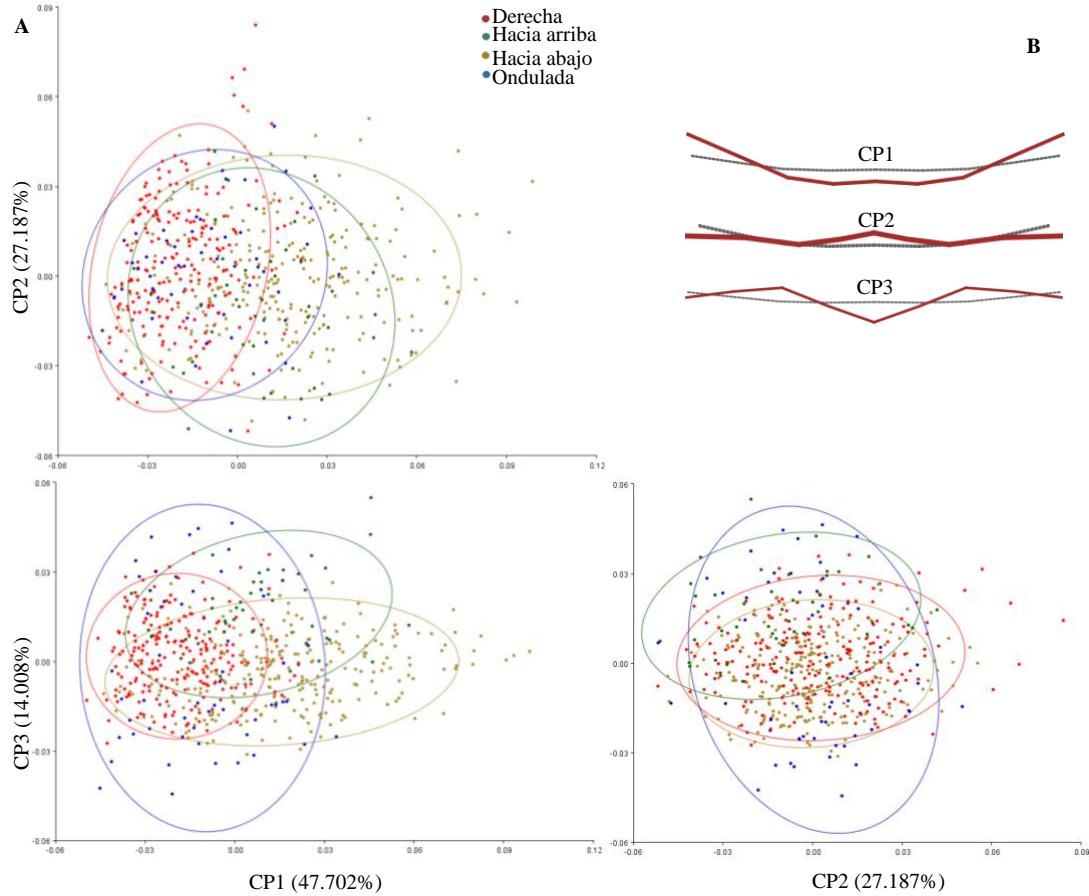 A
Derecha
Hacia arriba
Hacia abajo
Ondulada
B
0.09
0.06
0.03
0.00
-0.03
-0.06
CP2 (27.187%)
-0.06
-0.03
0.00
0.03
0.06
0.09
0.12
CP1
CP2
CP3
0.06
0.03
0.00
-0.03
-0.06
CP3 (14.008%)
-0.06
-0.03
0.00
0.03
0.06
0.09
0.12
CP1 (47.702%)
0.06
0.03
0.00
-0.03
-0.06
-0.06
-0.03
0.00
0.03
0.06
0.09
CP2 (27.187%)